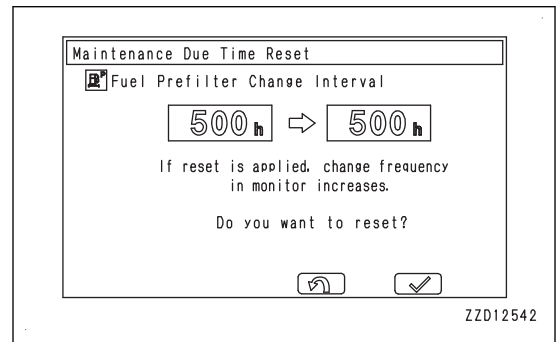 Maintenance Due Time Reset
Fuel Prefilter Change Interval
500h ⇨ 500h
If reset is applied, change frequency
in monitor increases.
Do you want to reset?
ZZD12542